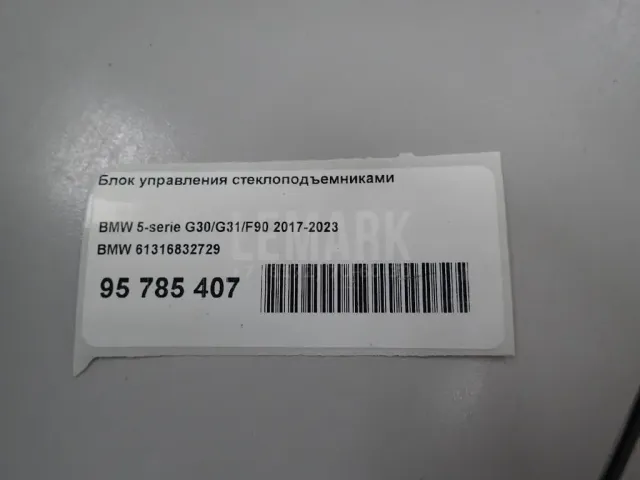 Блок управления стеклоподъемниками
BMW 5-serie G30/G31/F90 2017-2023
LEMARK
BMW 61316832729
95 785 407